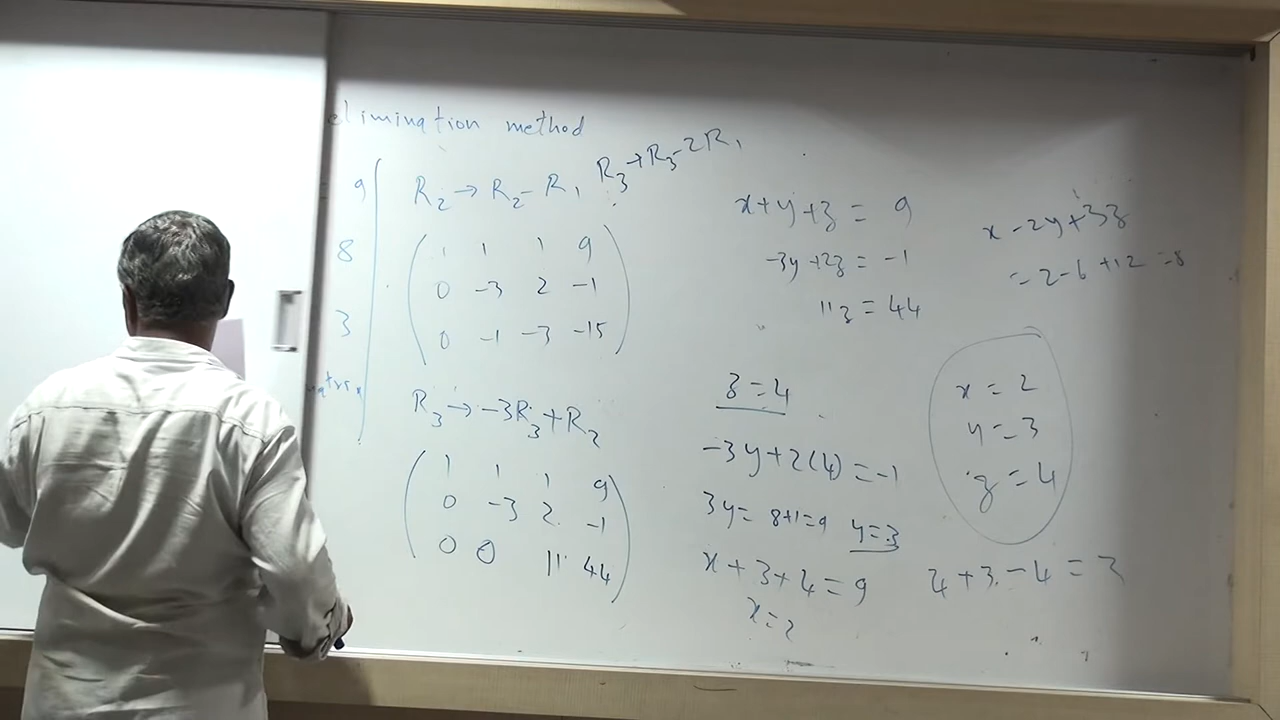 elimination method
9
8
3
R₂ → R₂ - R₁ R₃ → R₃ - 2R₁
1 1 1 9
0 -3 2 -1
0 -1 -3 -15
R₃ → -3R₃ + R₂
1 1 1 9
0 -3 2 -1
0 0 11 44
x + y + z = 9
-3y + 2z = -1
11z = 44
z = 4
-3y + 2(4) = -1
3y = 8+1 = 9 y = 3
x + 3 + 4 = 9
x = 2
x - 2y + 3z
= 2 - 6 + 12 = 8
x = 2
y = 3
z = 4
4 + 3 - 4 = 3